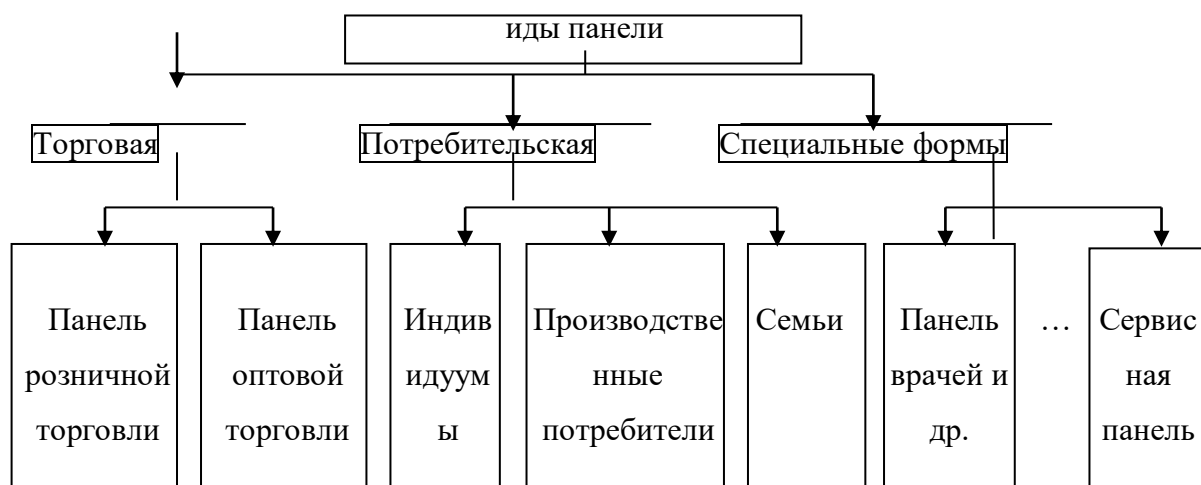 иды панели
Торговая
Потребительская
Специальные формы
Панель
розничной
торговли
Панель
оптовой
торговли
Индив
идуум
ы
Производстве
нные
потребители
Семьи
Панель
врачей и
др.
…
Сервис
ная
панель